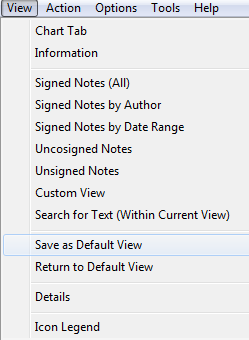 View Action Options Tools Help
Chart Tab
Information
Signed Notes (All)
Signed Notes by Author
Signed Notes by Date Range
Uncosigned Notes
Unsigned Notes
Custom View
Search for Text (Within Current View)
Save as Default View
Return to Default View
Details
Icon Legend